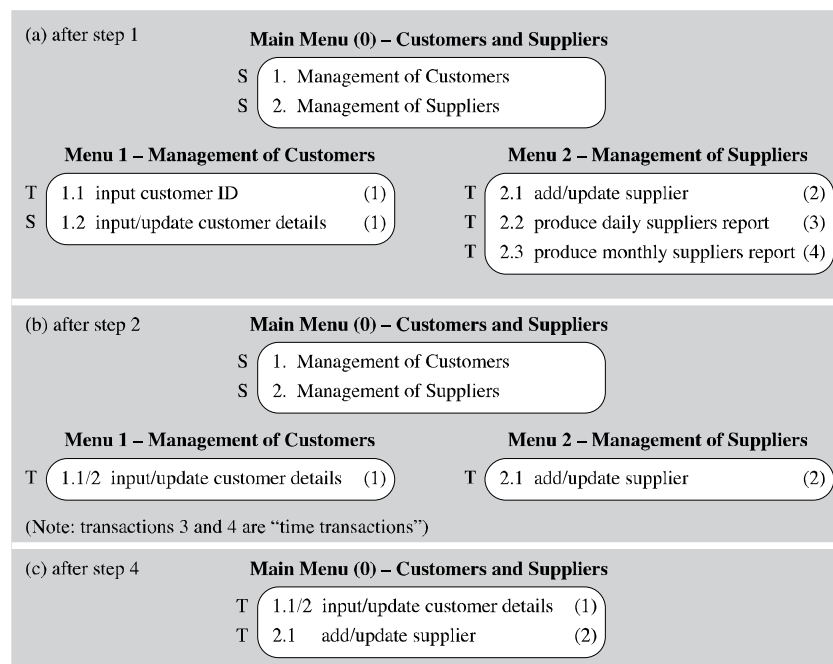 (a) after step 1
Main Menu (0) – Customers and Suppliers
S 1. Management of Customers
S 2. Management of Suppliers
Menu 1 – Management of Customers
T 1.1 input customer ID (1)
S 1.2 input/update customer details (1)
Menu 2 – Management of Suppliers
T 2.1 add/update supplier (2)
T 2.2 produce daily suppliers report (3)
T 2.3 produce monthly suppliers report (4)
(b) after step 2
Main Menu (0) – Customers and Suppliers
S 1. Management of Customers
S 2. Management of Suppliers
Menu 1 – Management of Customers
T 1.1/2 input/update customer details (1)
Menu 2 – Management of Suppliers
T 2.1 add/update supplier (2)
(Note: transactions 3 and 4 are “time transactions”)
(c) after step 4
Main Menu (0) – Customers and Suppliers
T 1.1/2 input/update customer details (1)
T 2.1 add/update supplier (2)